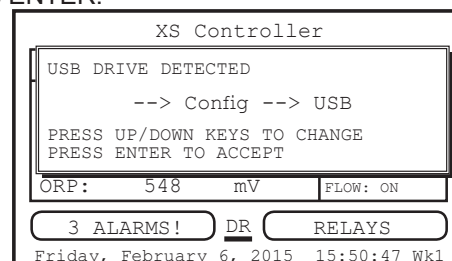 ENTER.
XS Controller
USB DRIVE DETECTED
--> Config --> USB
PRESS UP/DOWN KEYS TO CHANGE
PRESS ENTER TO ACCEPT
ORP: 548 mV FLOW: ON
3 ALARMS! DR RELAYS
Friday, February 6, 2015 15:50:47 Wk1